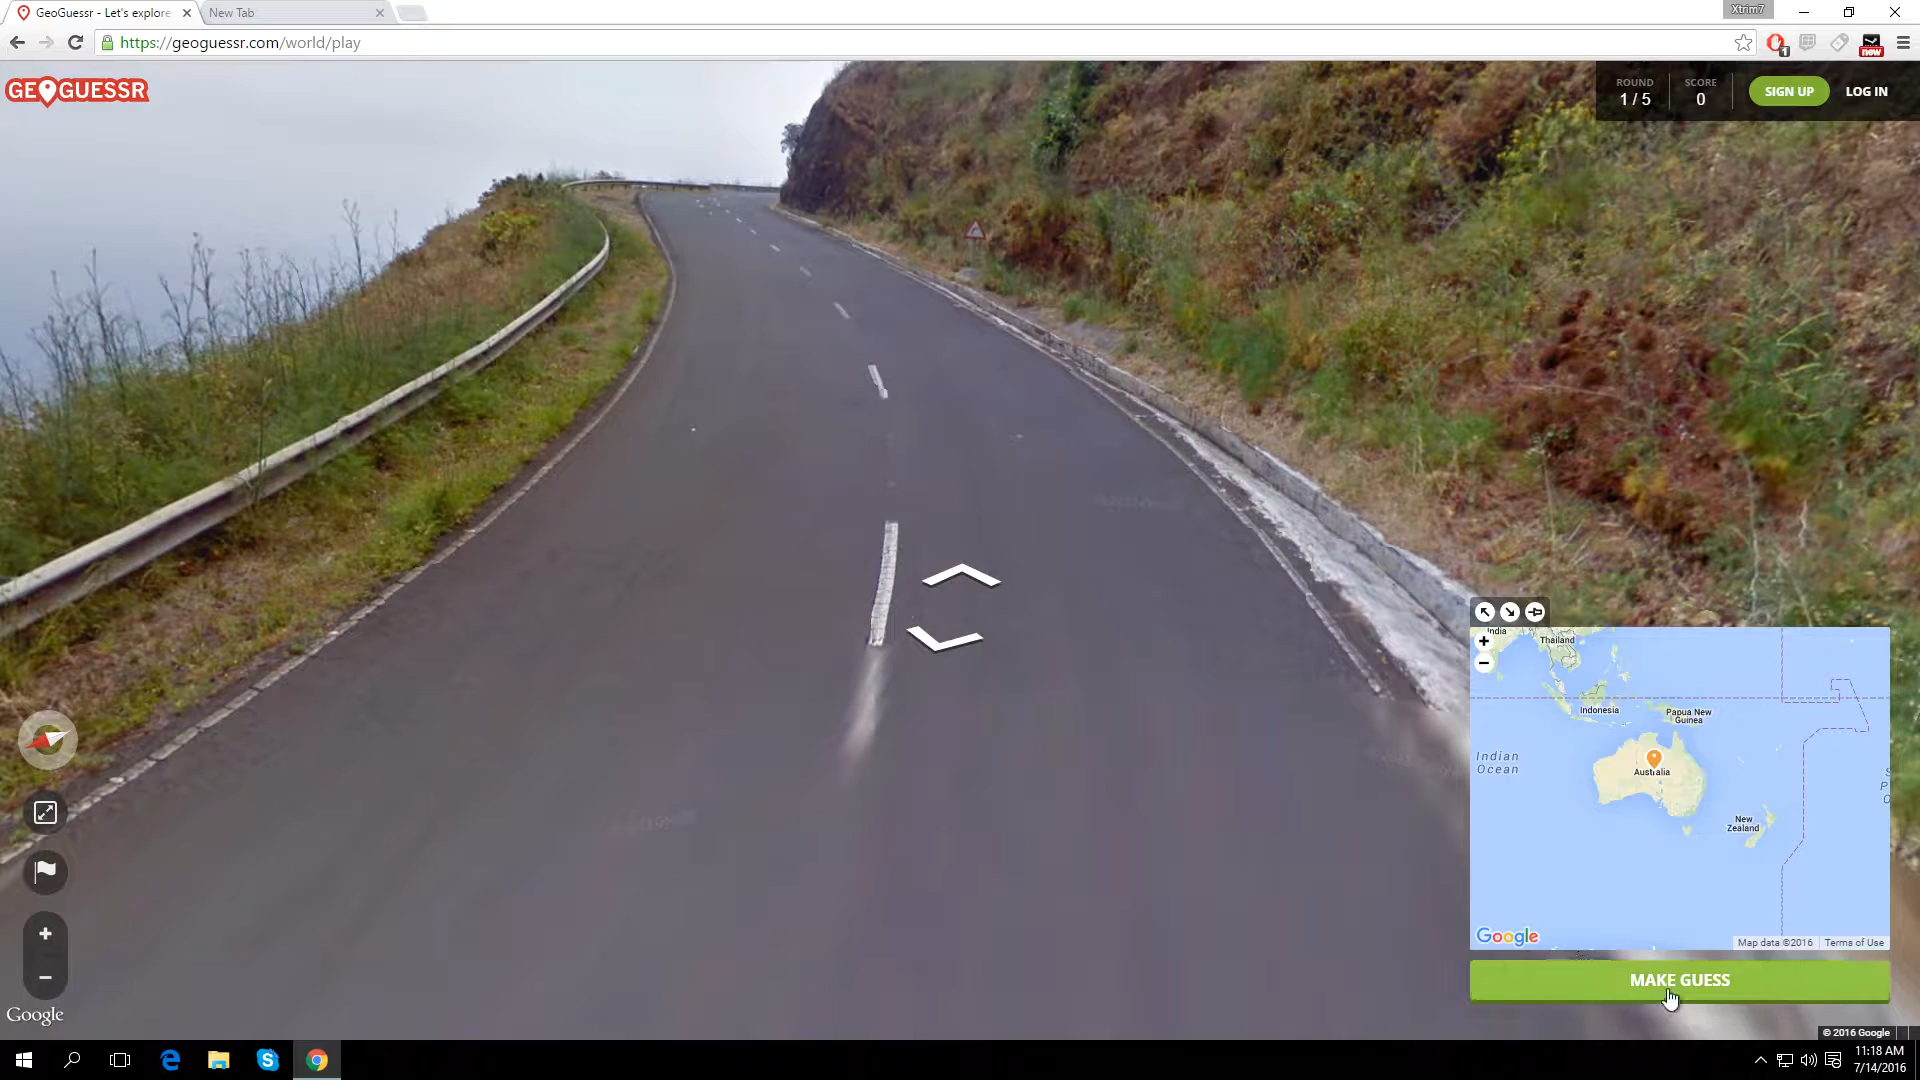 GeoGuessr - Let's explore
New Tab
Xtrim7
https://geoguessr.com/world/play
1
new
GEOGUESSR
ROUND
1 / 5
SCORE
0
SIGN UP
LOG IN
India
Thailand
Indonesia
Papua New
Guinea
Indian
Ocean
Australia
New
Zealand
S
P
O
Google
Map data ©2016
Terms of Use
MAKE GUESS
Google
© 2016 Google
11:18 AM
7/14/2016